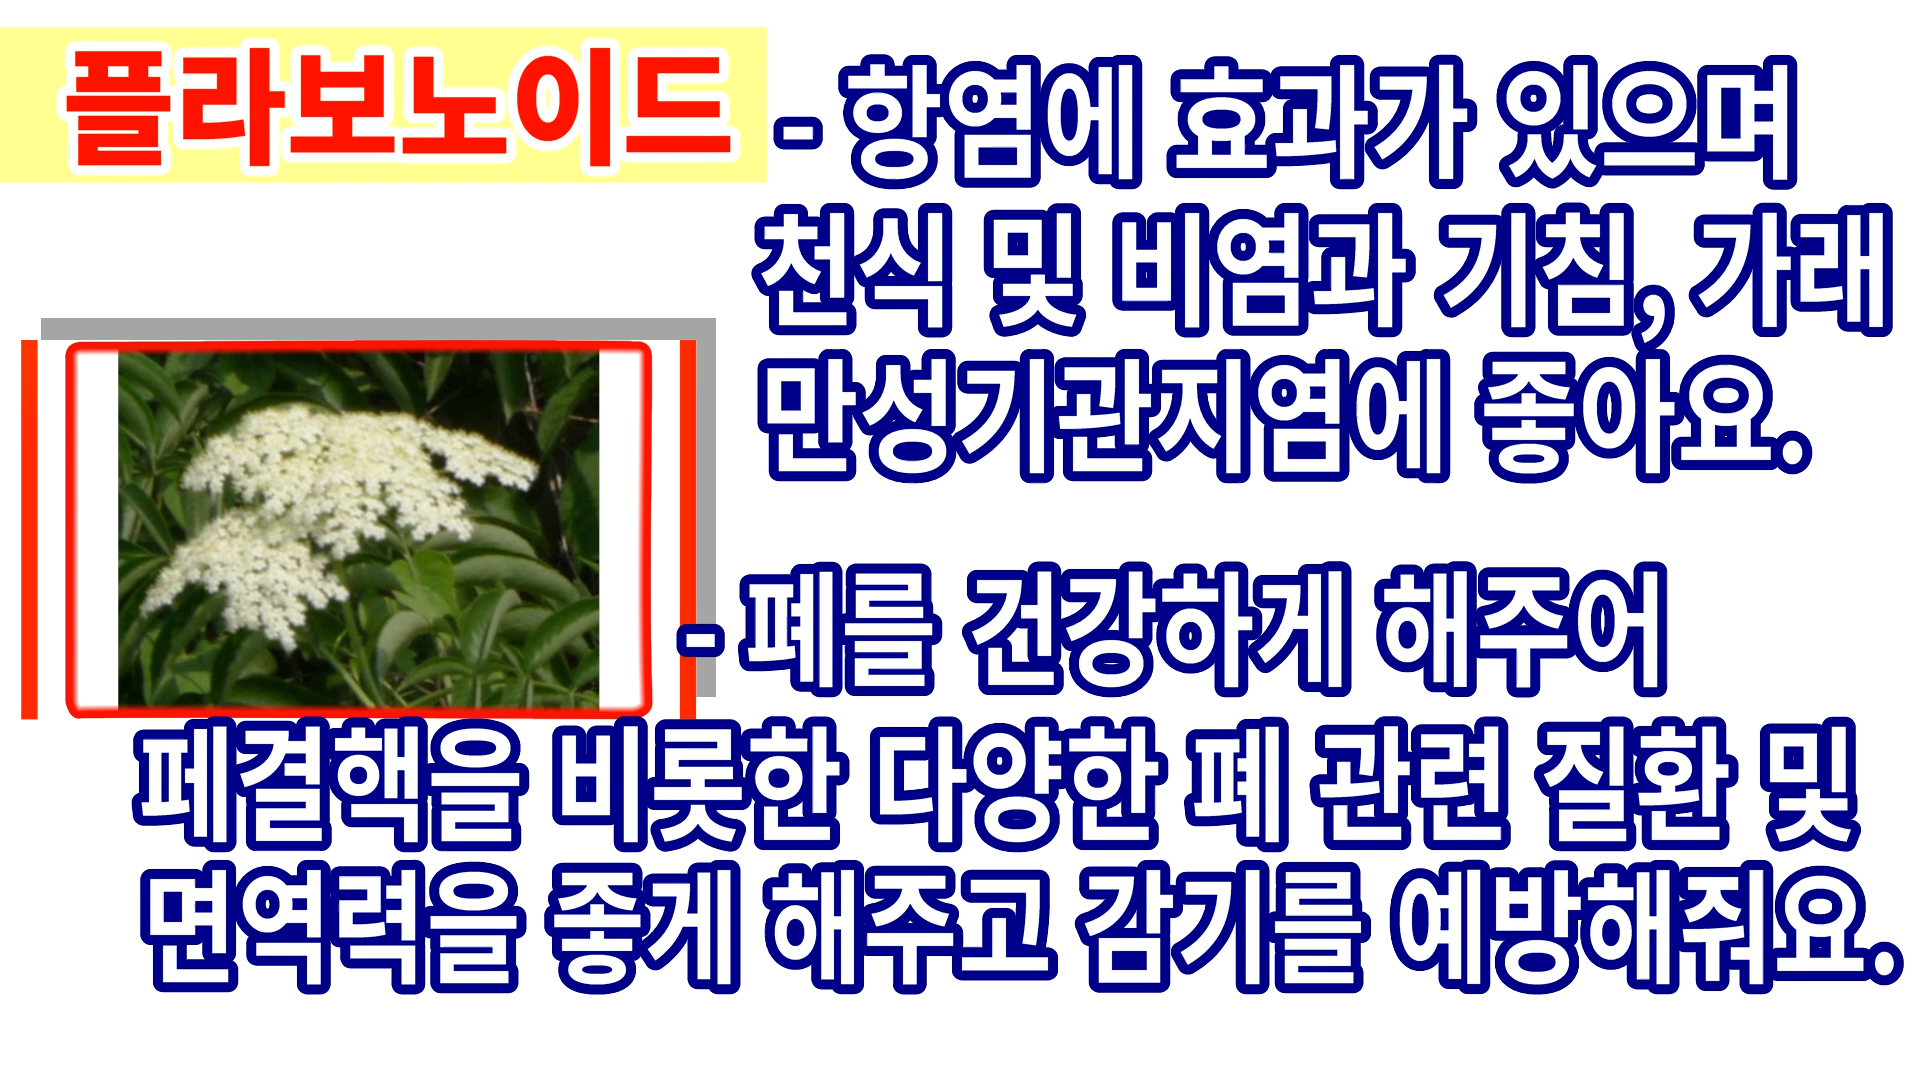 플라보노이드 - 항염에 효과가 있으며
천식 및 비염과 기침, 가래
만성기관지염에 좋아요.
- 폐를 건강하게 해주어
폐결핵을 비롯한 다양한 폐 관련 질환 및
면역력을 좋게 해주고 감기를 예방해줘요.